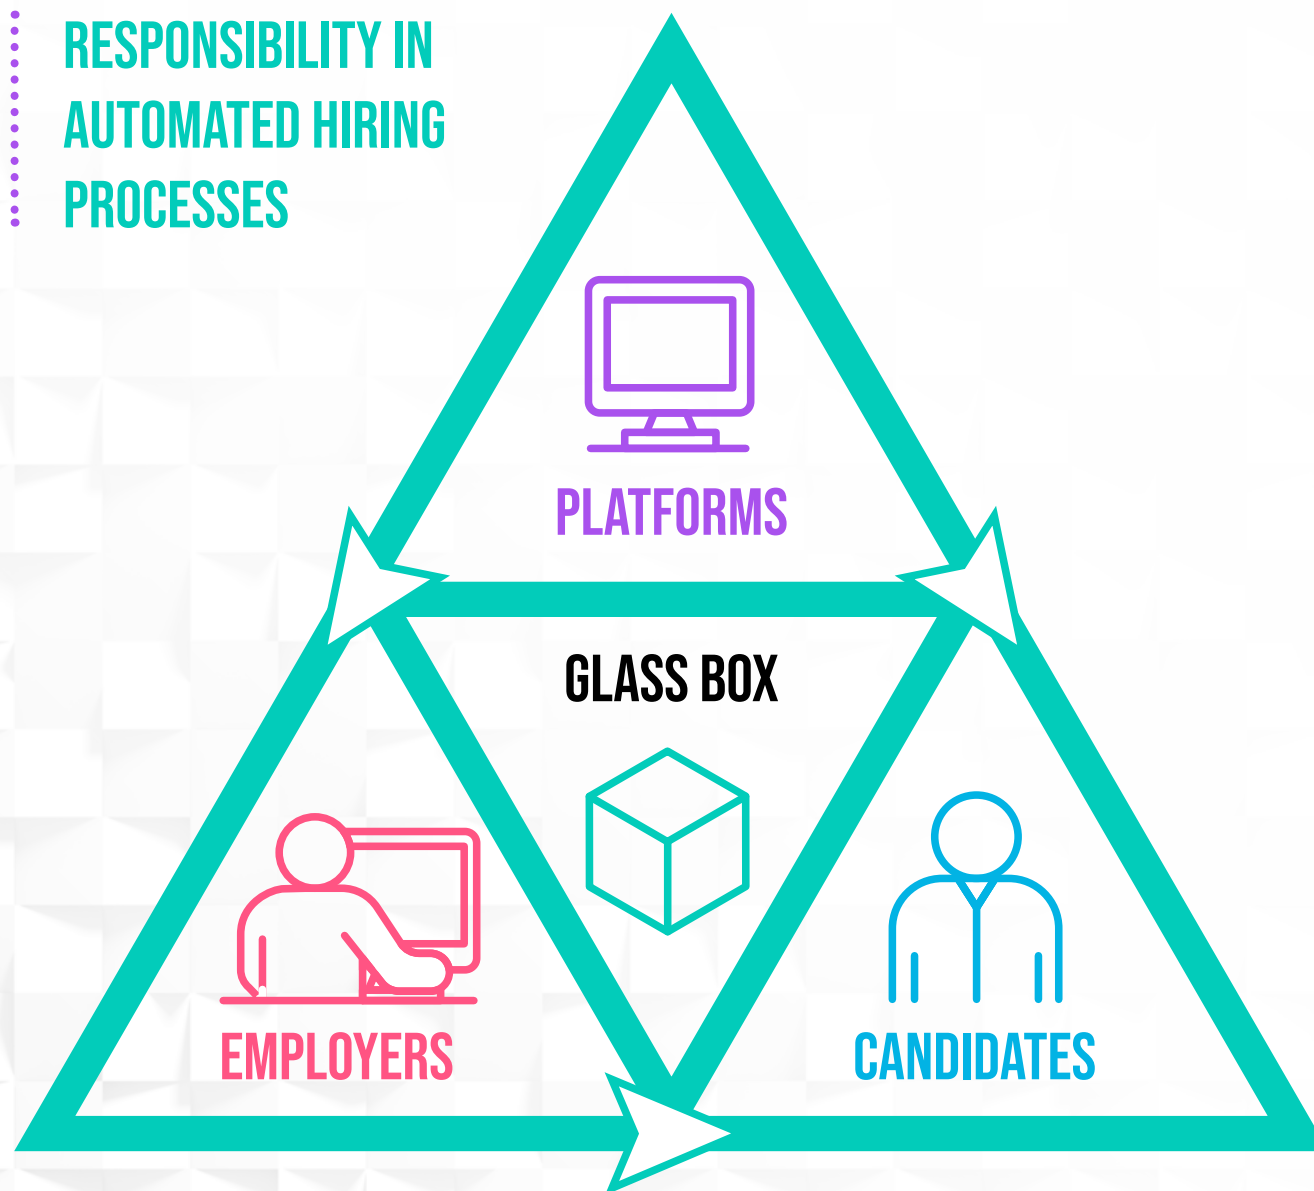 RESPONSIBILITY IN
AUTOMATED HIRING
PROCESSES
PLATFORMS
GLASS BOX
EMPLOYERS
CANDIDATES